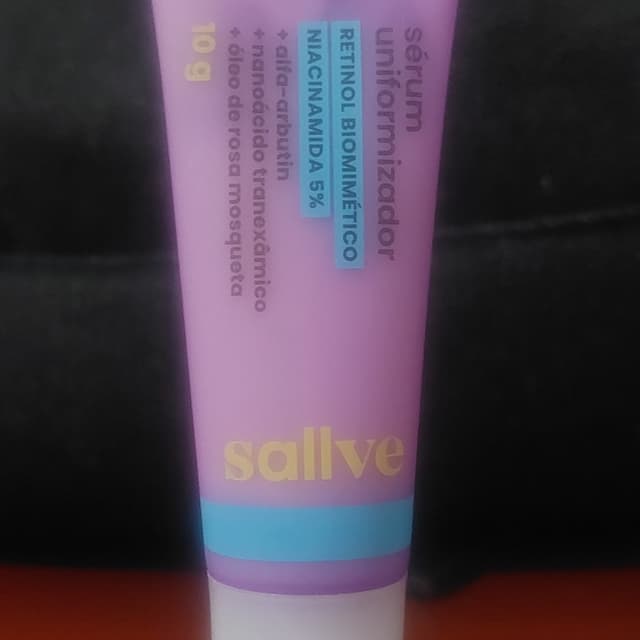 sérum
uniformizador
RETINOL BIOMIMÉTICO
NIACINAMIDA 5%
+ alfa-arbutin
+ nanoácido tranexâmico
+ óleo de rosa mosqueta
10 g
sallve